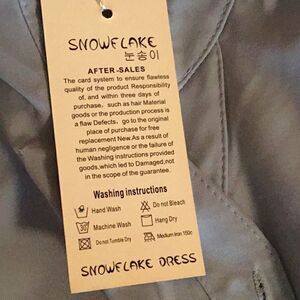 SNOWFLAKE
눈송이
AFTER-SALES
The card system to ensure flawless
quality of the product Responsibility
of, and within three days of
purchase, such as hair Material
goods or the production process is
a flaw Defects, go to the original
place of purchase for free
replacement New.As a result of
human negligence or the failure of
the Washing instructions provided
goods,which led to Damaged,not
in the scope of the guarantee.
Washing instructions
Hand Wash
Do not Bleach
30 Machine Wash
Hang Dry
Do not Tumble Dry
Medium Iron 150c
SNOWFLAKE DRESS